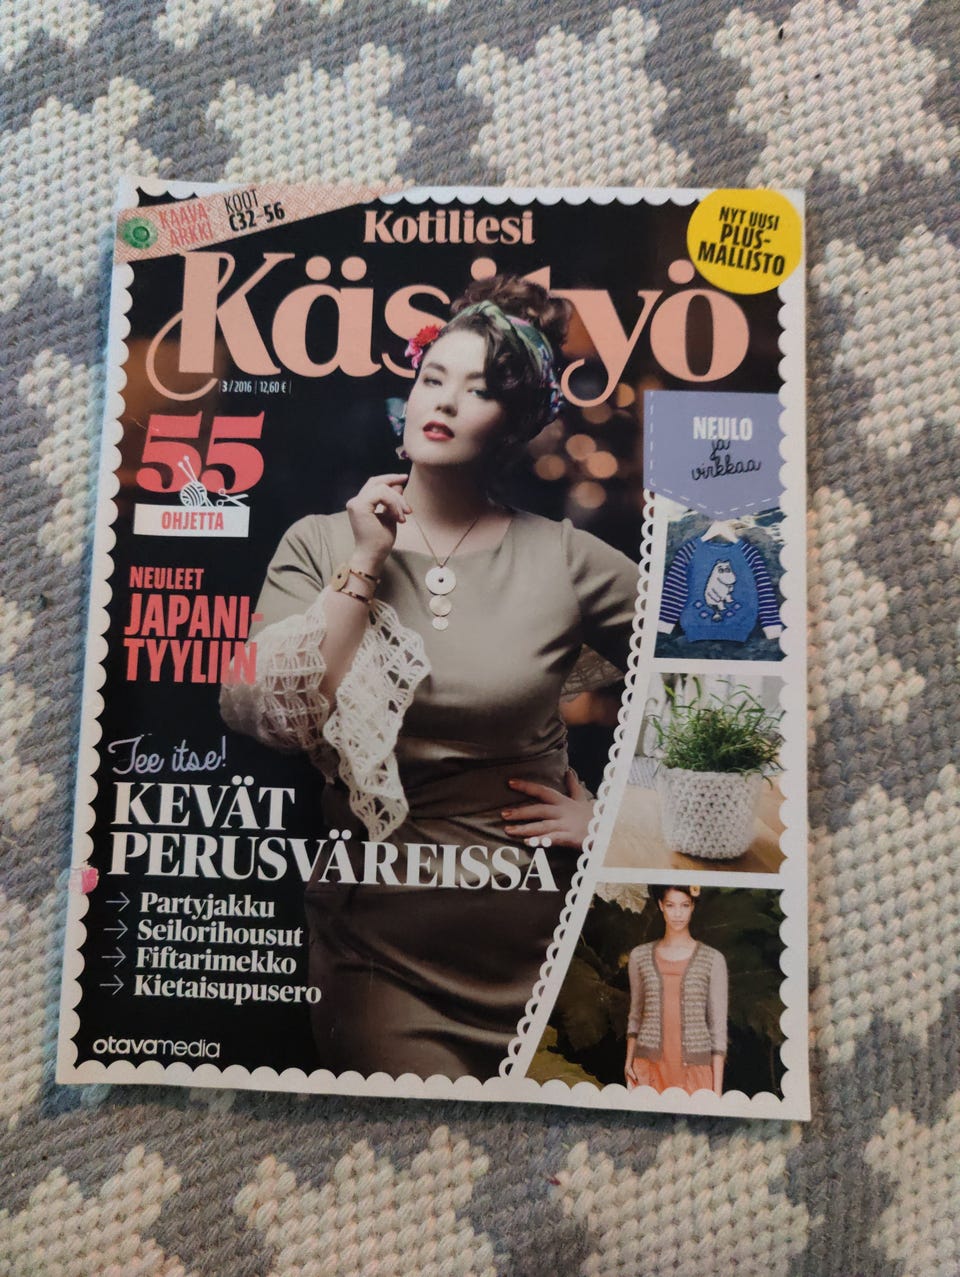 KAAVA-
ARKKI
KOOT
C32-56
Kotiliesi
Käsityö
3 / 2016 | 12,60 € |
NYT UUSI
PLUS-
MALLISTO
55
OHJETTA
NEULO
ja
virkkaa
NEULEET
JAPANI-
TYYLIIN
Tee itse!
KEVÄT
PERUSVÄREISSÄ
→ Partyjakku
→ Seilorihousut
→ Fiftarimekko
→ Kietaisupusero
otavamedia